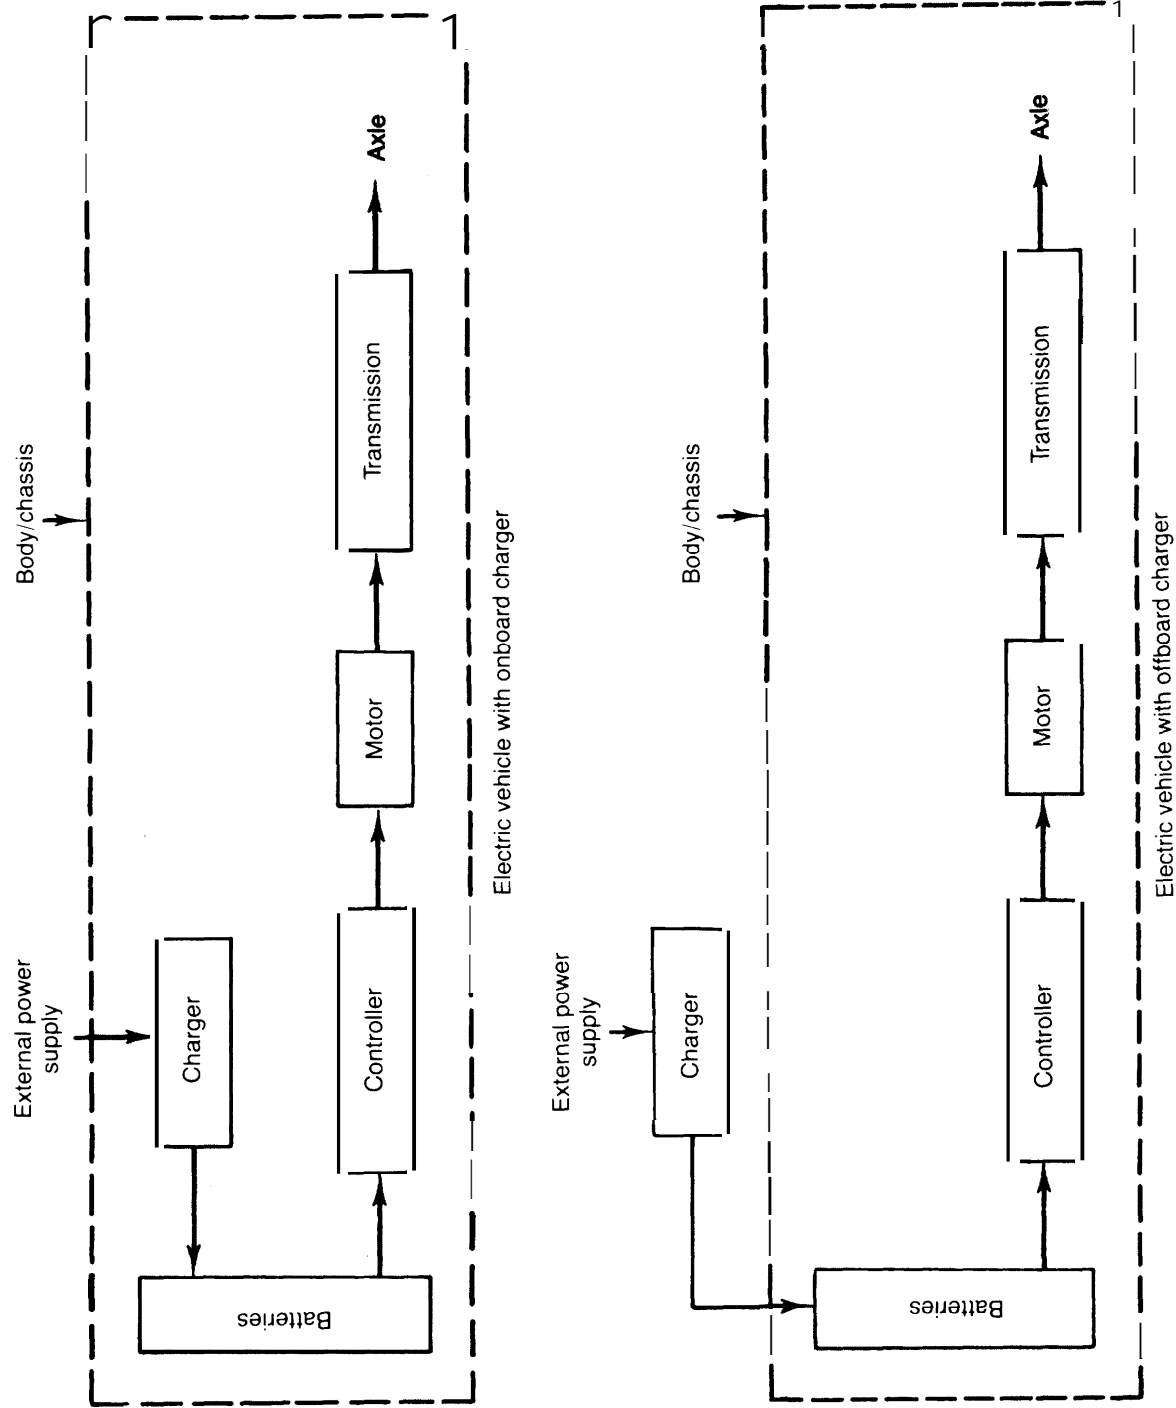 Body/chassis
External power
supply
Charger
Batteries
Controller
Motor
Transmission
Axle
Electric vehicle with onboard charger
External power
supply
Body/chassis
Charger
Batteries
Controller
Motor
Transmission
Axle
Electric vehicle with offboard charger